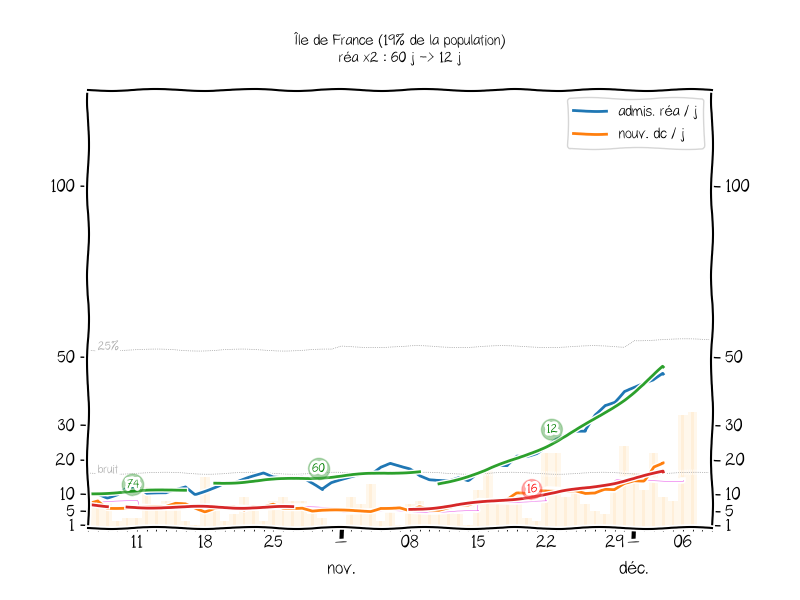 Île de France (19% de la population)
réa x2 : 60 j -> 12 j
admis. réa / j
nouv. dc / j
100 100
25%
50 50
30 30
12
20 20
60
bruit
74 16
10 10
5 5
1 1
11 18 25 1 08 15 22 29 1 06
nov. déc.